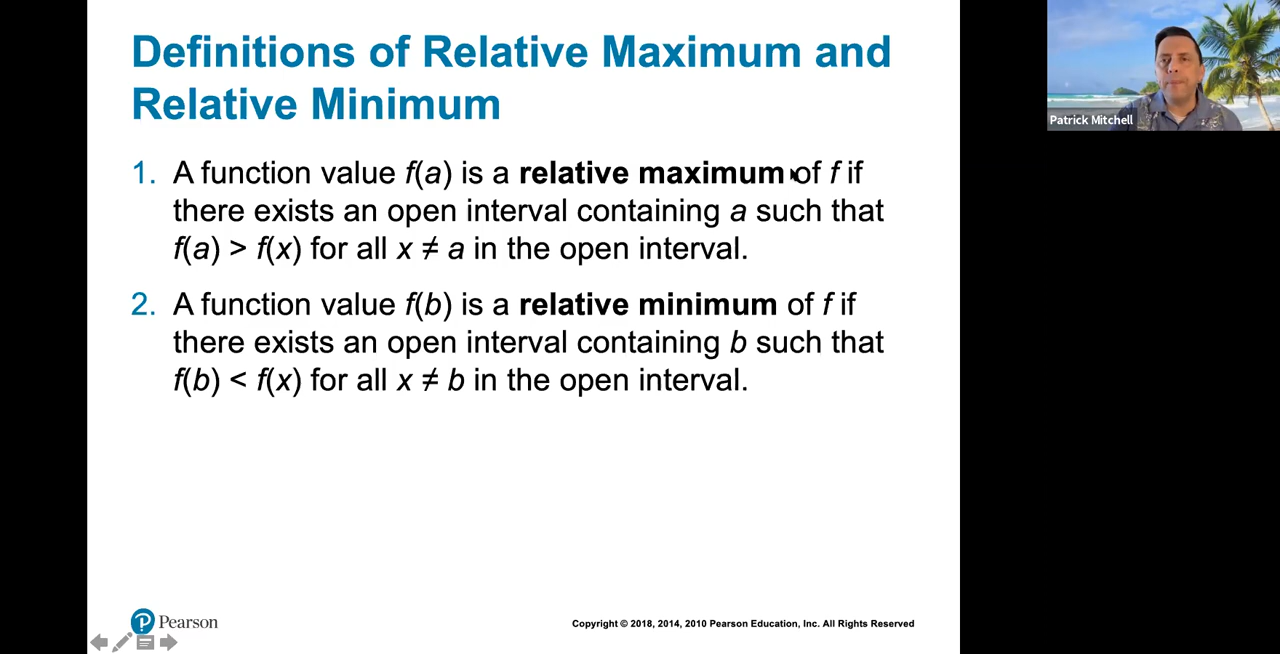 Definitions of Relative Maximum and
Relative Minimum
1. A function value f(a) is a relative maximum of f if
there exists an open interval containing a such that
f(a) > f(x) for all x ≠ a in the open interval.
2. A function value f(b) is a relative minimum of f if
there exists an open interval containing b such that
f(b) < f(x) for all x ≠ b in the open interval.
Pearson
Copyright © 2018, 2014, 2010 Pearson Education, Inc. All Rights Reserved
Patrick Mitchell